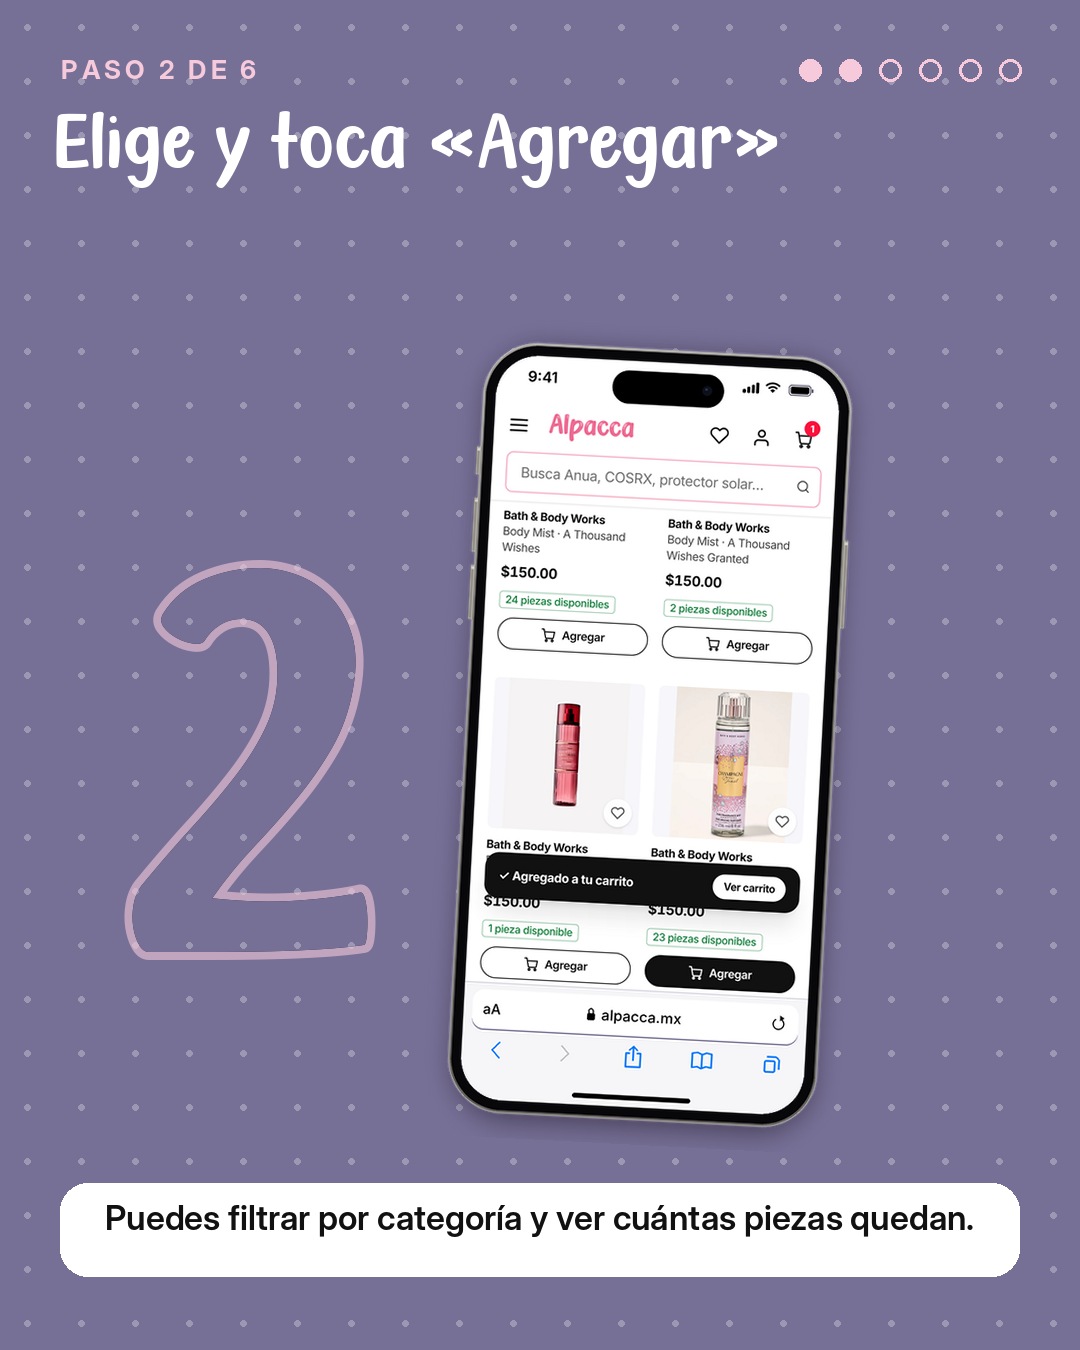 PASO 2 DE 6
Elige y toca «Agregar»
2
9:41
Alpacca
1
Busca Anua, COSRX, protector solar...
Bath & Body Works
Body Mist · A Thousand
Wishes
$150.00
24 piezas disponibles
Agregar
Bath & Body Works
Body Mist · A Thousand
Wishes Granted
$150.00
2 piezas disponibles
Agregar
CHAMPAGNE
Bath & Body Works
Bath & Body Works
✓ Agregado a tu carrito
Ver carrito
$150.00
1 pieza disponible
Agregar
$150.00
23 piezas disponibles
Agregar
aA
alpacca.mx
Puedes filtrar por categoría y ver cuántas piezas quedan.